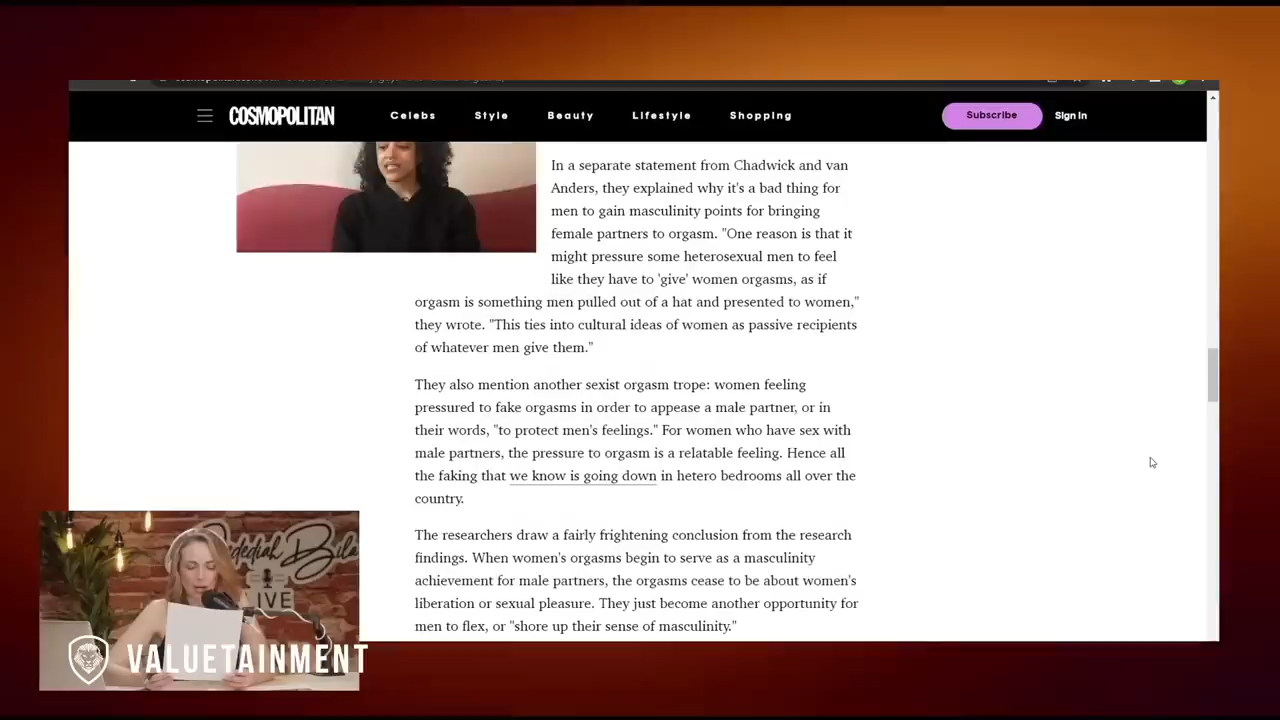 COSMOPOLITAN
Celebs
Style
Beauty
Lifestyle
Shopping
Subscribe
Sign In
In a separate statement from Chadwick and van
Anders, they explained why it's a bad thing for
men to gain masculinity points for bringing
female partners to orgasm. "One reason is that it
might pressure some heterosexual men to feel
like they have to 'give' women orgasms, as if
orgasm is something men pulled out of a hat and presented to women,"
they wrote. "This ties into cultural ideas of women as passive recipients
of whatever men give them."
They also mention another sexist orgasm trope: women feeling
pressured to fake orgasms in order to appease a male partner, or in
their words, "to protect men's feelings." For women who have sex with
male partners, the pressure to orgasm is a relatable feeling. Hence all
the faking that we know is going down in hetero bedrooms all over the
country.
The researchers draw a fairly frightening conclusion from the research
findings. When women's orgasms begin to serve as a masculinity
achievement for male partners, the orgasms cease to be about women's
liberation or sexual pleasure. They just become another opportunity for
men to flex, or "shore up their sense of masculinity."
LIVE
VALUETAINMENT